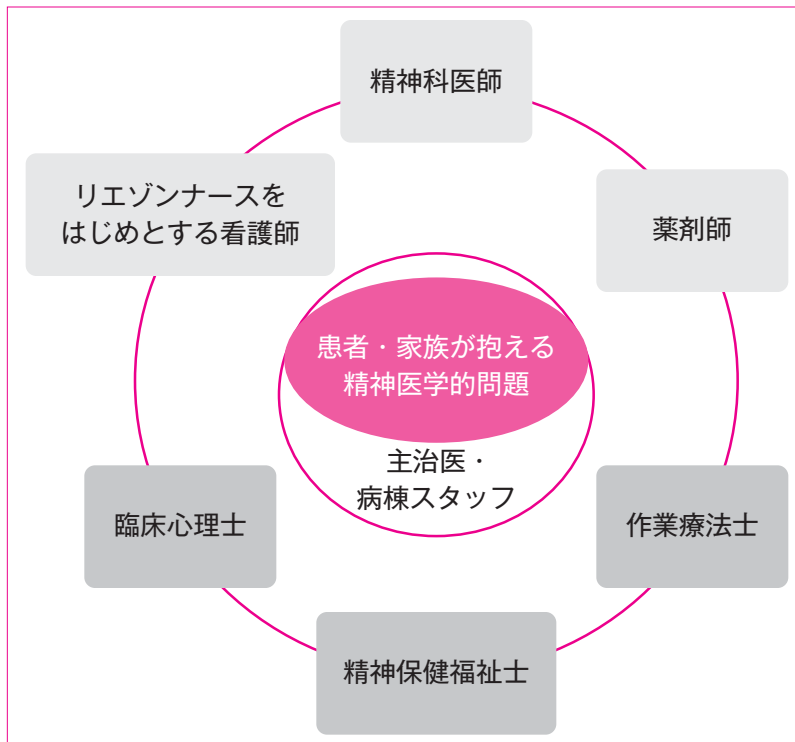 精神科医師
リエゾンナースを
はじめとする看護師
薬剤師
患者・家族が抱える
精神医学的問題
主治医・
病棟スタッフ
臨床心理士
作業療法士
精神保健福祉士